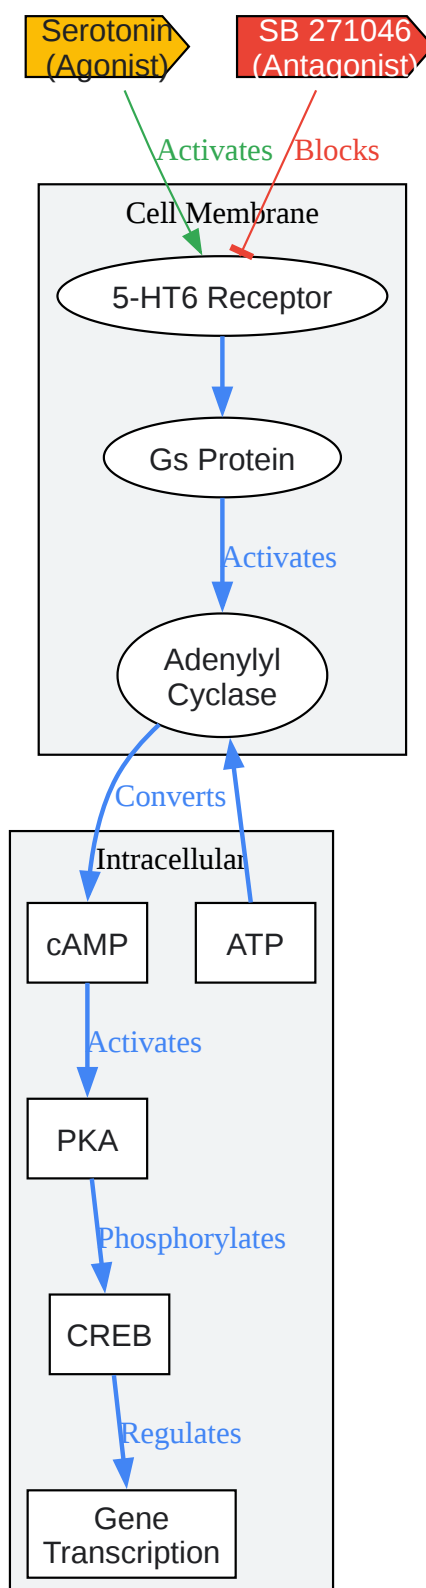 Serotonin
(Agonist)
SB 271046
(Antagonist)
Activates
Blocks
Cell Membrane
5-HT6 Receptor
Gs Protein
Activates
Adenylyl
Cyclase
Converts
Intracellular
cAMP
ATP
Activates
PKA
Phosphorylates
CREB
Regulates
Gene
Transcription